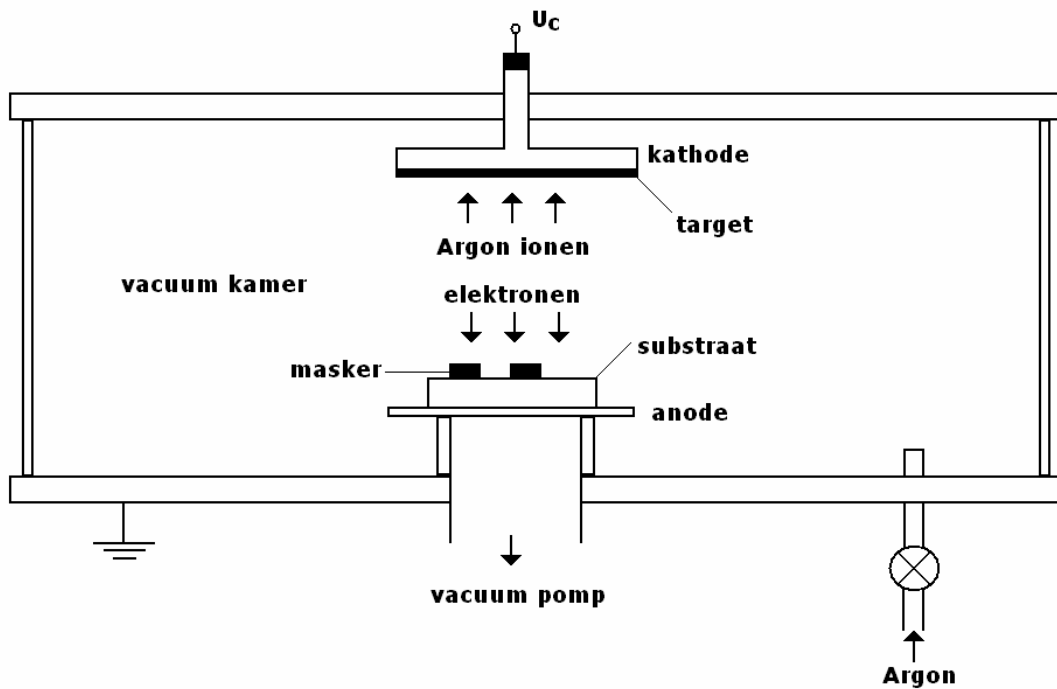 Uc
kathode
target
Argon ionen
vacuum kamer
elektronen
substraat
masker
anode
vacuum pomp
Argon